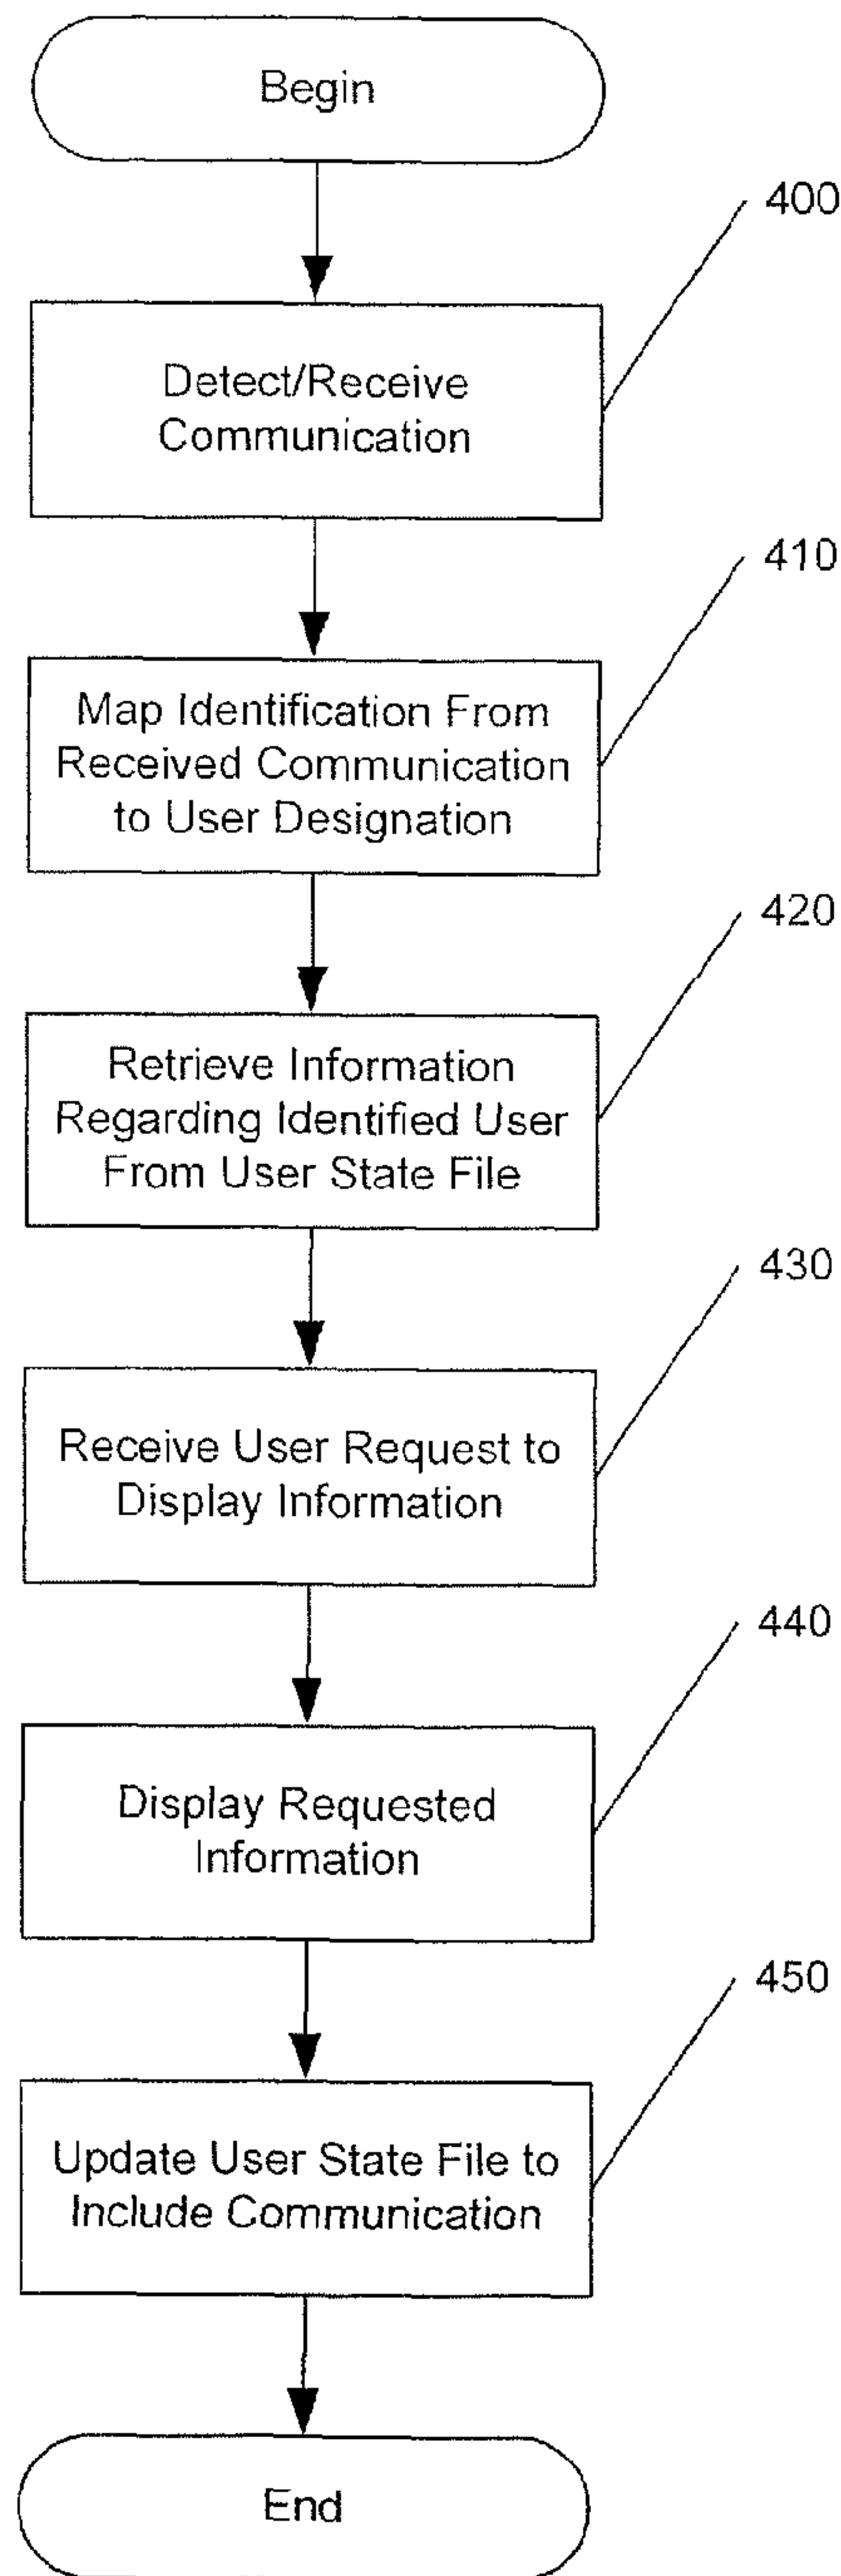 Begin
400
Detect/Receive
Communication
410
Map Identification From
Received Communication
to User Designation
420
Retrieve Information
Regarding Identified User
From User State File
430
Receive User Request to
Display Information
440
Display Requested
Information
450
Update User State File to
Include Communication
End